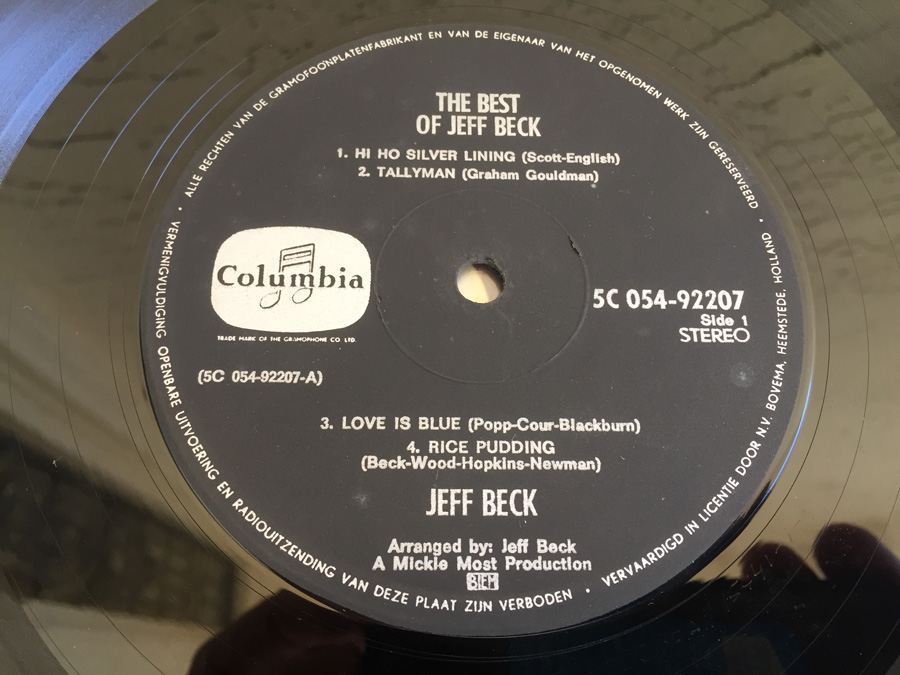 ALLE RECHTEN VAN DE GRAMOFOONPLATENFABRIKANT EN VAN DE EIGENAAR VAN HET OPGENOMEN WERK ZIJN GERESERVEERD •
THE BEST
OF JEFF BECK
1. HI HO SILVER LINING (Scott-English)
2. TALLYMAN (Graham Gouldman)
Columbia
TRADE MARK OF THE GRAMOPHONE CO. LTD.
5C 054-92207
Side 1
STEREO
(5C 054-92207-A)
3. LOVE IS BLUE (Popp-Cour-Blackburn)
4. RICE PUDDING
(Beck-Wood-Hopkins-Newman)
JEFF BECK
Arranged by: Jeff Beck
A Mickie Most Production
BIEM
VERMENIGVULDIGING OPENBARE UITVOERING EN RADIOUITZENDING VAN DEZE PLAAT ZIJN VERBODEN •
VERVAARDIGD IN LICENTIE DOOR N.V. BOVEMA, HEEMSTEDE, HOLLAND •